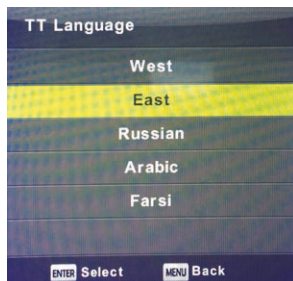 TT Language
West
East
Russian
Arabic
Farsi
ENTER Select MENU Back